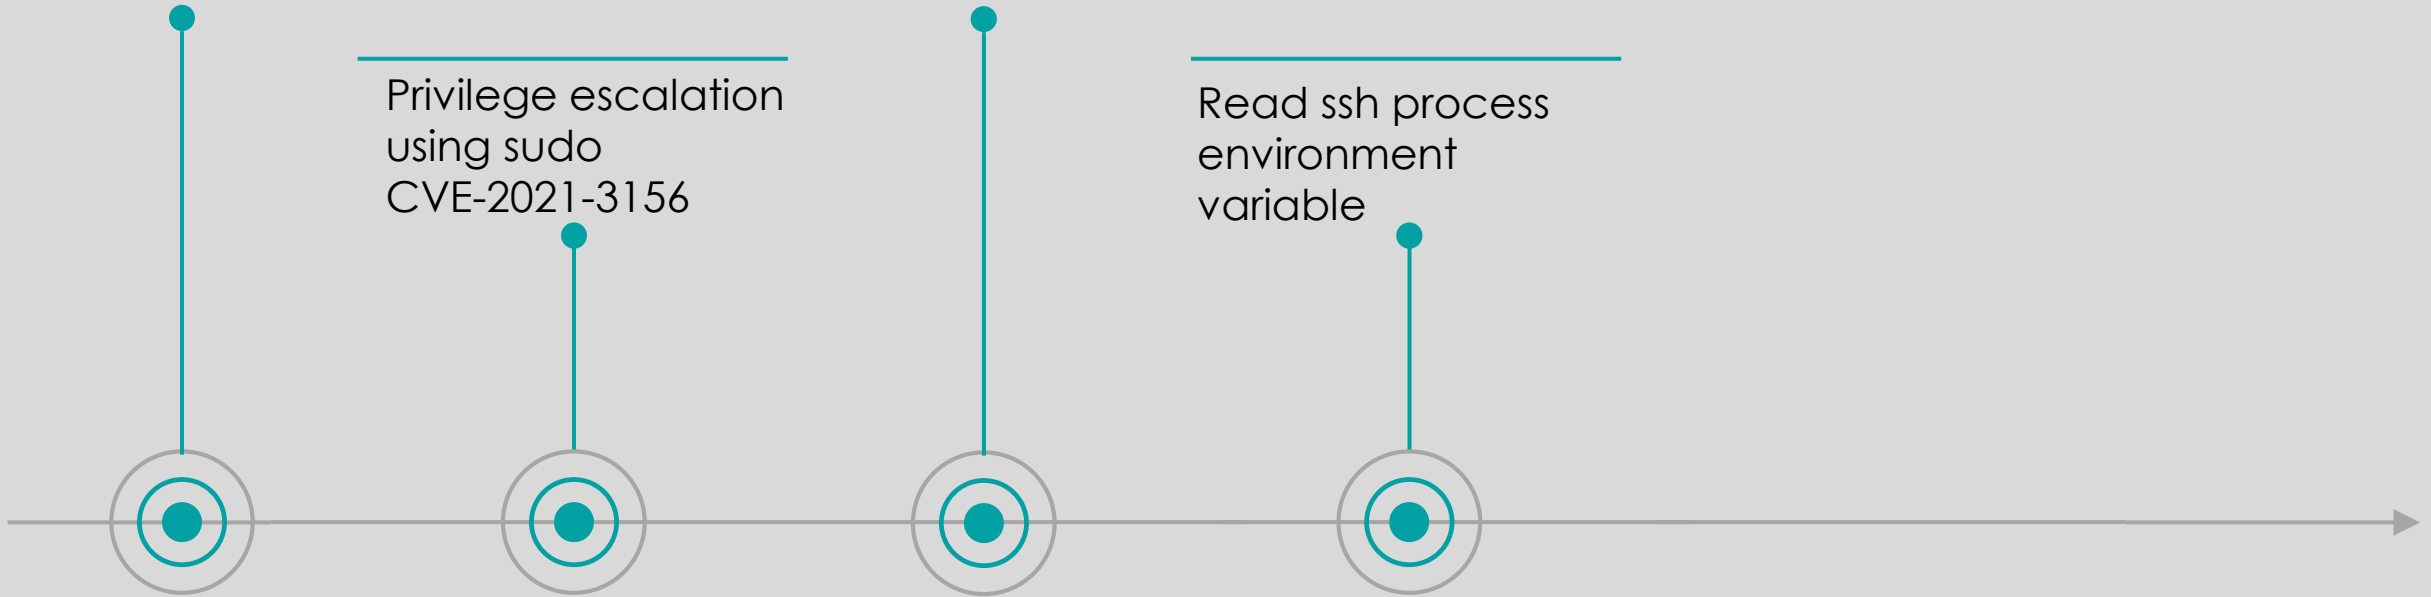 Privilege escalation
using sudo
CVE-2021-3156
Read ssh process
environment
variable